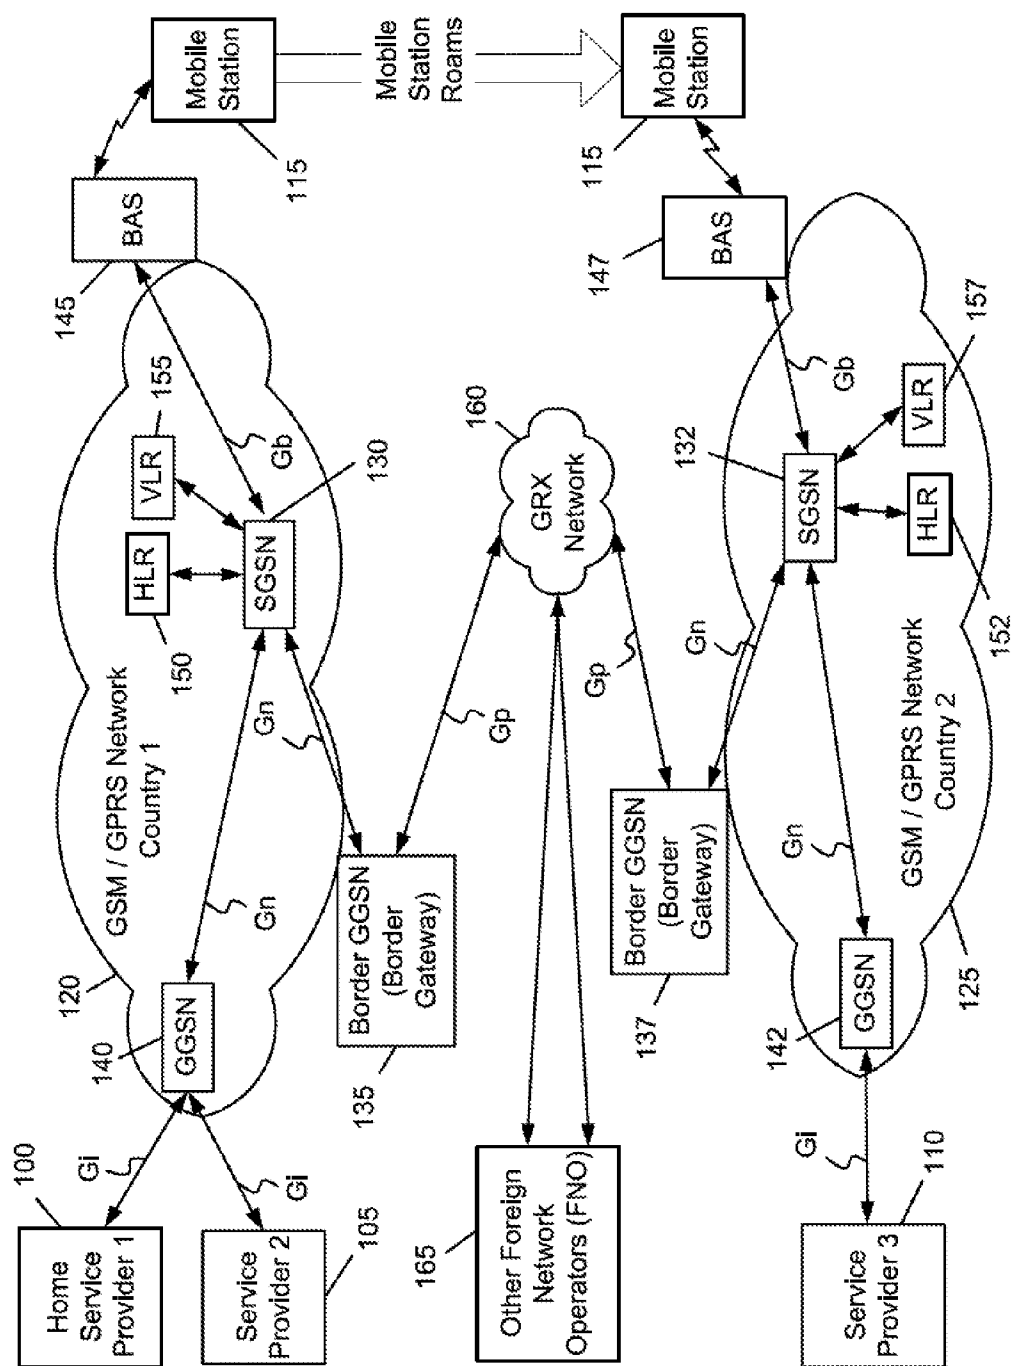 Home
Service
Provider 1
100
Gi
Service
Provider 2
105
Gi
GGSN
140
120
GSM / GPRS Network
Country 1
Gn
Gn
HLR
150
VLR
155
SGSN
130
Gb
BAS
145
Mobile
Station
115
Mobile
Station
Roams
Border GGSN
(Border
Gateway)
135
Gp
GRX
Network
160
Other Foreign
Network
Operators (FNO)
165
Gp
Border GGSN
(Border
Gateway)
137
Gn
Mobile
Station
115
BAS
147
Gb
SGSN
132
VLR
157
HLR
152
Gn
GSM / GPRS Network
Country 2
125
GGSN
142
Gi
Service
Provider 3
110